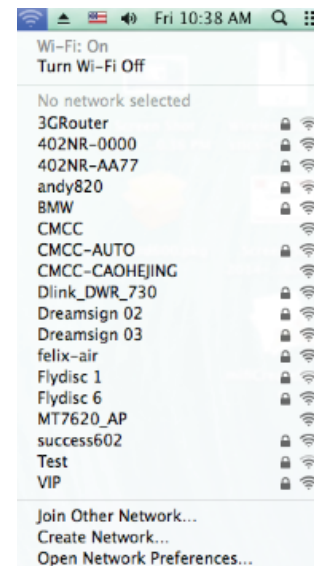 Fri 10:38 AM
Wi-Fi: On
Turn Wi-Fi Off
No network selected
3GRouter
402NR-0000
402NR-AA77
andy820
BMW
CMCC
CMCC-AUTO
CMCC-CAOHEJING
Dlink_DWR_730
Dreamsign 02
Dreamsign 03
felix-air
Flydisc 1
Flydisc 6
MT7620_AP
success602
Test
VIP
Join Other Network...
Create Network...
Open Network Preferences...